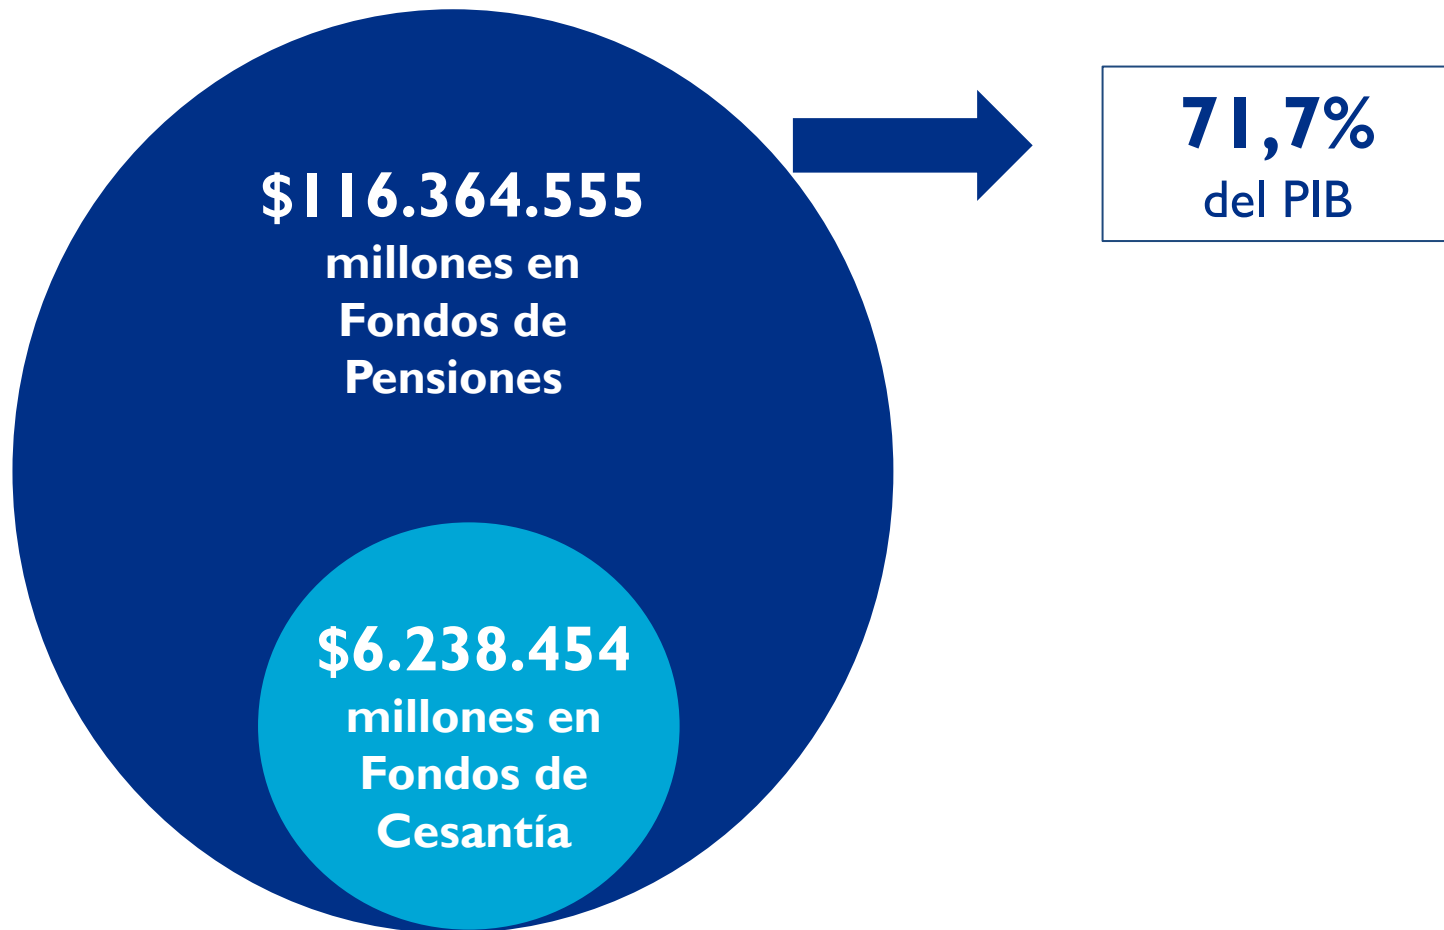 $116.364.555
millones en
Fondos de
Pensiones
71,7%
del PIB
$6.238.454
millones en
Fondos de
Cesantía